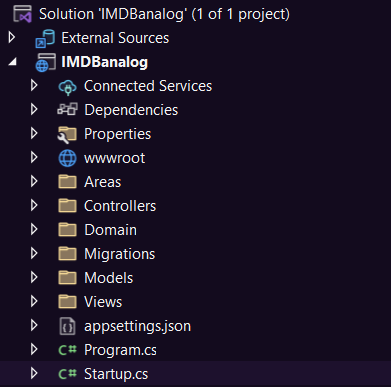 Solution 'IMDBanalog' (1 of 1 project)
External Sources
IMDBanalog
Connected Services
Dependencies
Properties
wwwroot
Areas
Controllers
Domain
Migrations
Models
Views
appsettings.json
C# Program.cs
C# Startup.cs